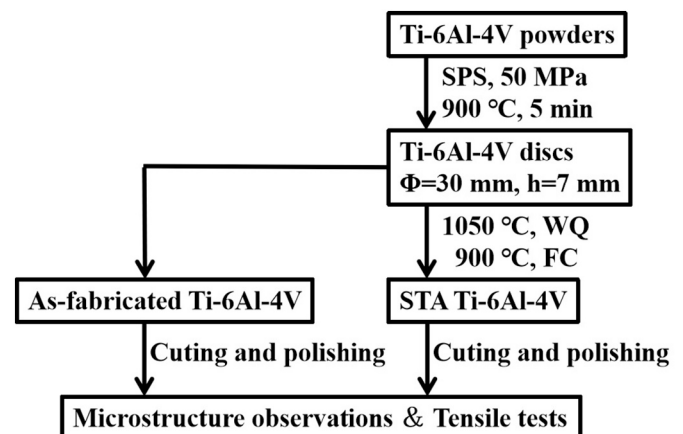 Ti-6Al-4V powders
SPS, 50 MPa
900 ℃, 5 min
Ti-6Al-4V discs
Φ=30 mm, h=7 mm
1050 ℃, WQ
900 ℃, FC
As-fabricated Ti-6Al-4V
STA Ti-6Al-4V
Cuting and polishing
Cuting and polishing
Microstructure observations & Tensile tests